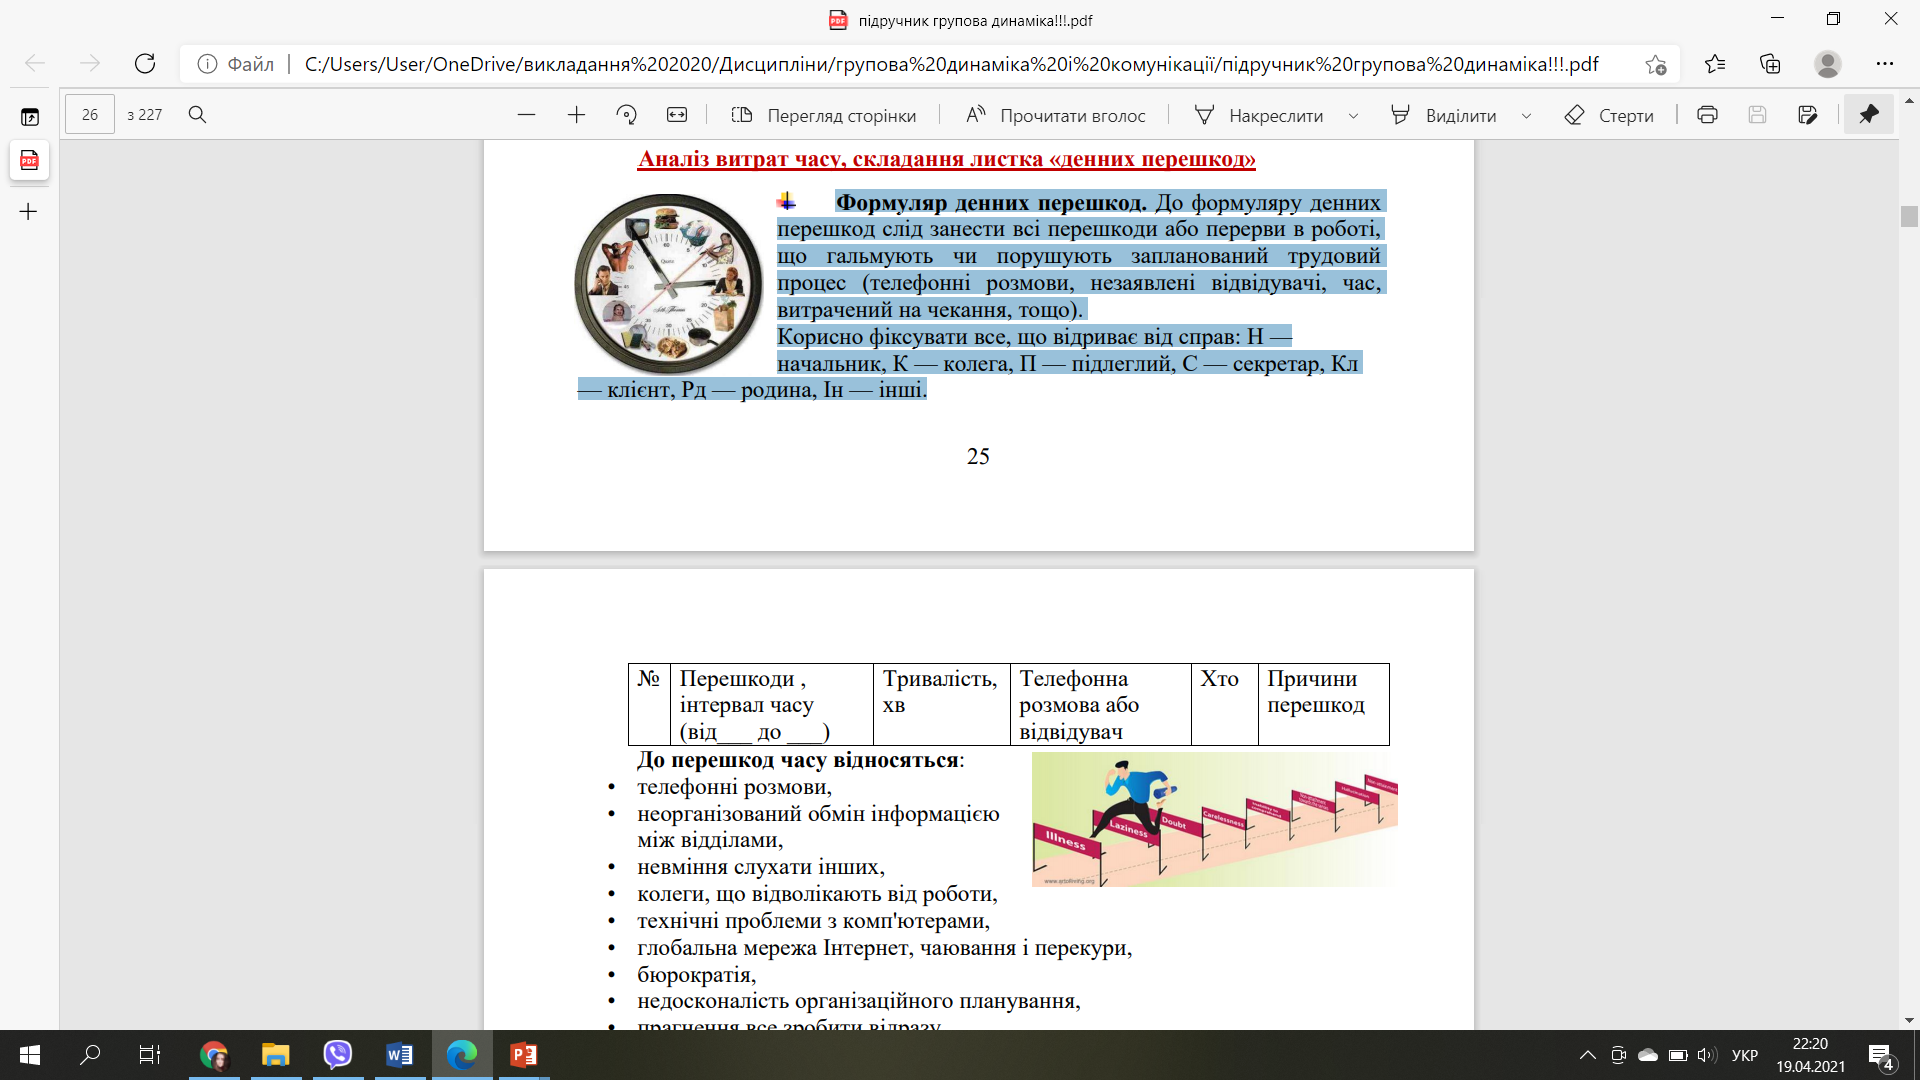 підручник групова динаміка!!!.pdf
Файл
C:/Users/User/OneDrive/викладання%202020/Дисципліни/групова%20динаміка%20і%20комунікації/підручник%20групова%20динаміка!!!.pdf
26 з 227
Перегляд сторінки
Прочитати вголос
Накреслити
Виділити
Стерти
Аналіз витрат часу, складання листка «денних перешкод»
Формуляр денних перешкод. До формуляру денних
перешкод слід занести всі перешкоди або перерви в роботі,
що гальмують чи порушують запланований трудовий
процес (телефонні розмови, незаявлені відвідувачі, час,
витрачений на чекання, тощо).
Корисно фіксувати все, що відриває від справ: Н —
начальник, К — колега, П — підлеглий, С — секретар, Кл
— клієнт, Рд — родина, Ін — інші.
25
№
Перешкоди ,
інтервал часу
(від___ до ___)
Тривалість,
хв
Телефонна
розмова або
відвідувач
Хто
Причини
перешкод
До перешкод часу відносяться:
• телефонні розмови,
• неорганізований обмін інформацією
між відділами,
• невміння слухати інших,
• колеги, що відволікають від роботи,
• технічні проблеми з комп'ютерами,
• глобальна мережа Інтернет, чаювання і перекури,
• бюрократія,
• недосконалість організаційного планування,
• прагнення все зробити відразу
Illness
Laziness
Doubt
Carelessness
УКР
22:20
19.04.2021
4